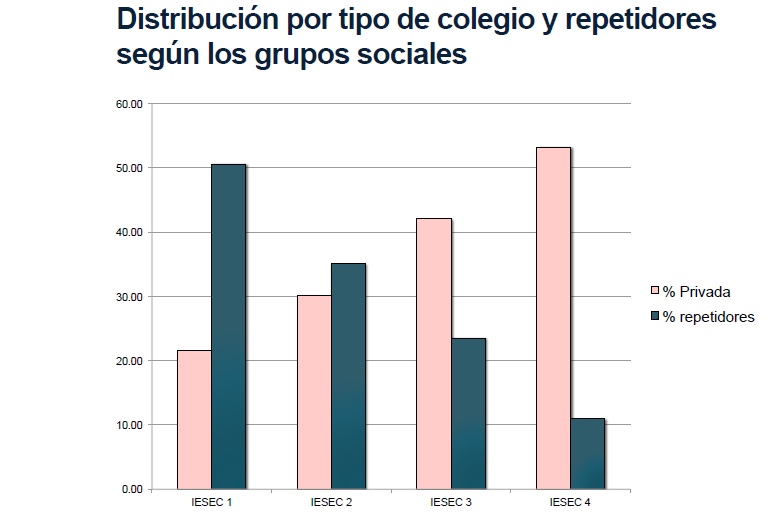 Distribución por tipo de colegio y repetidores
según los grupos sociales
60.00
50.00
40.00
30.00
20.00
10.00
0.00
IESEC 1
IESEC 2
IESEC 3
IESEC 4
% Privada
% repetidores